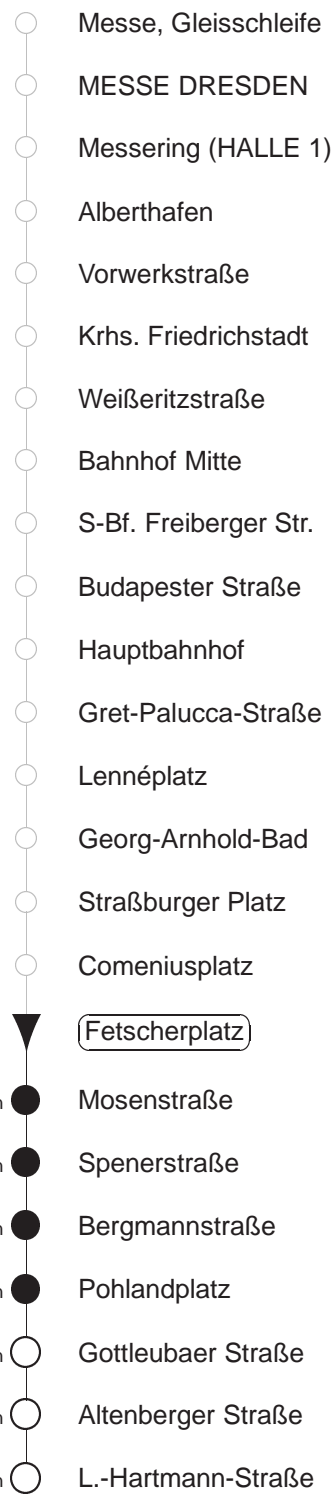 Messe, Gleisschleife
MESSE DRESDEN
Messering (HALLE 1)
Alberthafen
Vorwerkstraße
Krhs. Friedrichstadt
Weißeritzstraße
Bahnhof Mitte
S-Bf. Freiberger Str.
Budapester Straße
Hauptbahnhof
Gret-Palucca-Straße
Lennéplatz
Georg-Arnhold-Bad
Straßburger Platz
Comeniusplatz
Fetscherplatz
Mosenstraße
Spenerstraße
Bergmannstraße
Pohlandplatz
Gottleubaer Straße
Altenberger Straße
L.-Hartmann-Straße